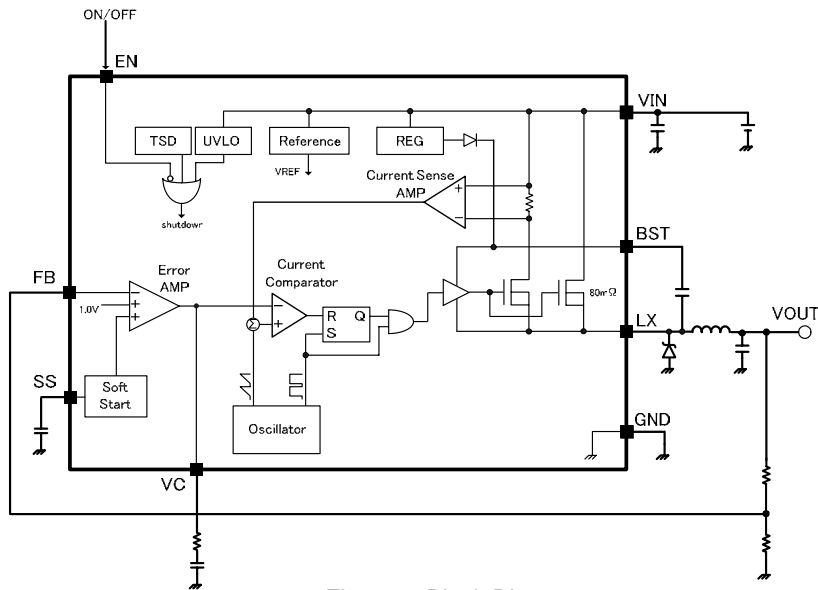 ON/OFF
EN
VIN
TSD
UVLO
Reference
REG
VREF
Current Sense
AMP
+
−
shutdowr
BST
FB
Error
AMP
Current
Comparator
−
1.0V
+
+
−
+
Σ
R
Q
S
80mΩ
LX
VOUT
SS
Soft
Start
Oscillator
GND
VC